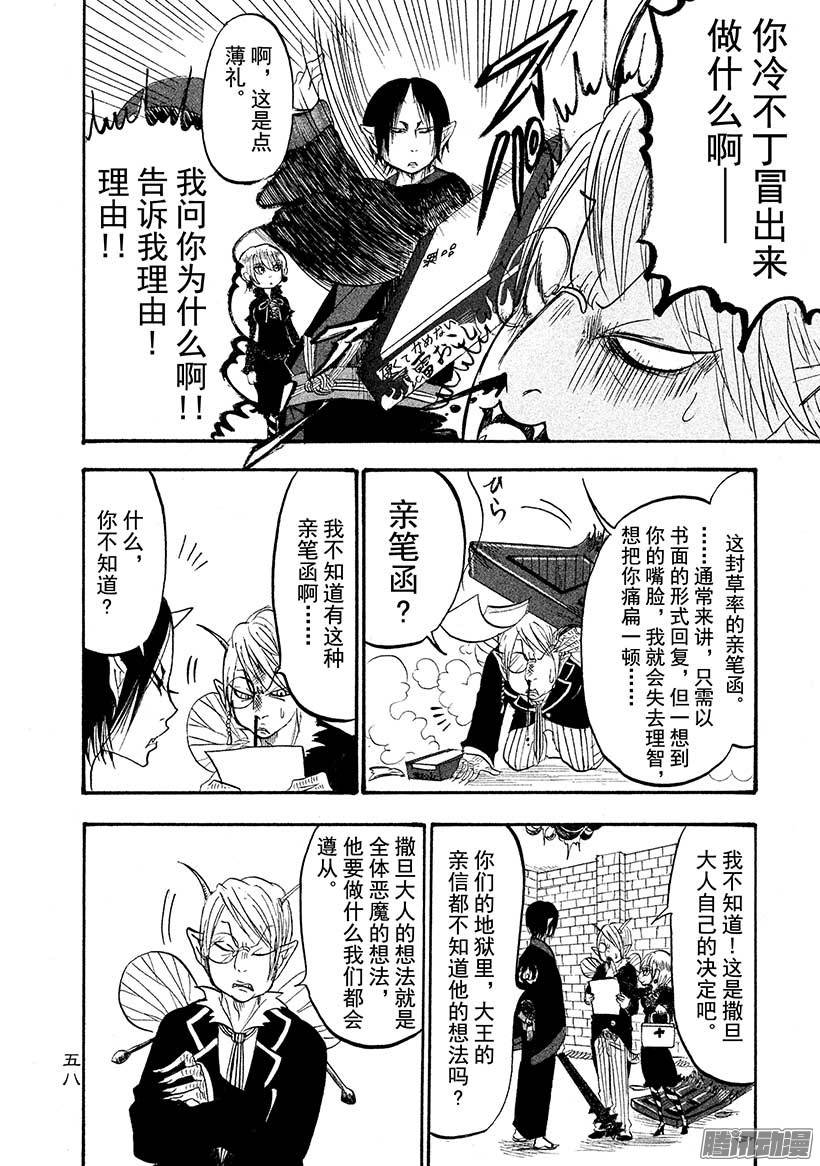 你冷不丁冒出来
做什么啊——
啊，这是点
薄礼。
我问你为什么啊!!
告诉我理由！
理由!!
这封草率的亲笔函。
……通常来讲，只需以
书面的形式回复，但一想到
你的嘴脸，我就会失去理智，
想把你痛扁一顿……
亲笔函？
ひら
我不知道有这种
亲笔函啊……
什么，
你不知道？
我不知道！这是撒旦
大人自己的决定吧。
你们的地狱里，大王的
亲信都不知道他的想法吗？
撒旦大人的想法就是
全体恶魔的想法，
他要做什么我们都会
遵从。
五八
腾讯动漫